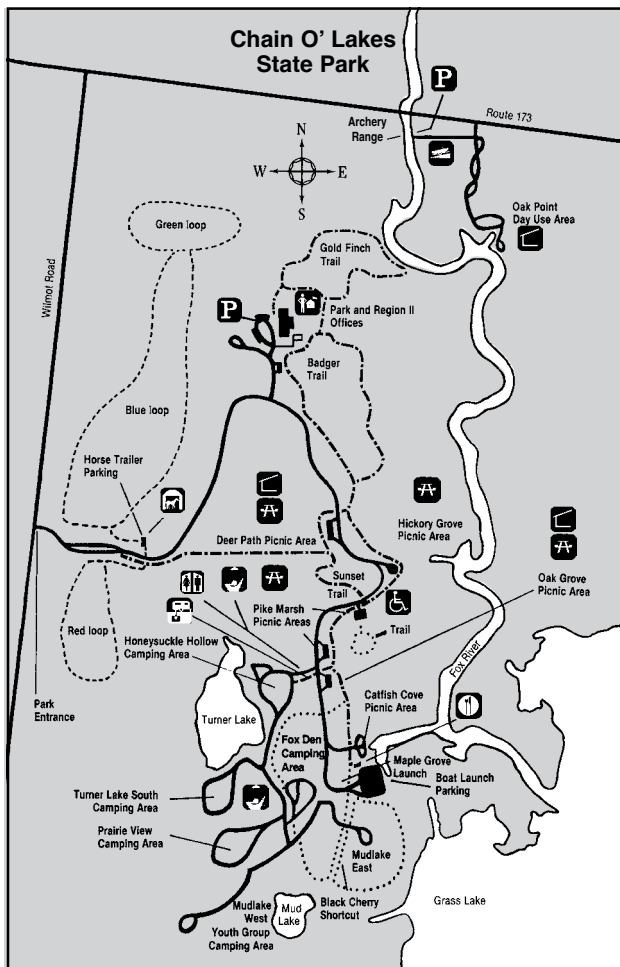 Chain O' Lakes
State Park
P
Route 173
Archery
Range
N
W
E
S
Oak Point
Day Use Area
Green loop
Gold Finch
Trail
Wilmot Road
P
Park and Region II
Offices
Badger
Trail
Blue loop
Horse Trailer
Parking
Hickory Grove
Picnic Area
Deer Path Picnic Area
Oak Grove
Picnic Area
Sunset
Trail
Pike Marsh
Picnic Areas
Trail
Red loop
Honeysuckle Hollow
Camping Area
Fox River
Park
Entrance
Turner Lake
Catfish Cove
Picnic Area
Fox Den
Camping
Area
Maple Grove
Launch
Boat Launch
Parking
Turner Lake South
Camping Area
Prairie View
Camping Area
Mudlake
East
Mudlake
West
Youth Group
Camping Area
Mud
Lake
Black Cherry
Shortcut
Grass Lake